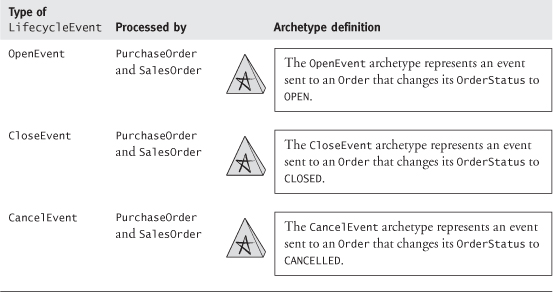 Type of
LifecycleEvent Processed by Archetype definition
OpenEvent PurchaseOrder
and SalesOrder
The OpenEvent archetype represents an event
sent to an Order that changes its OrderStatus to
OPEN.
CloseEvent PurchaseOrder
and SalesOrder
The CloseEvent archetype represents an event
sent to an Order that changes its OrderStatus to
CLOSED.
CancelEvent PurchaseOrder
and SalesOrder
The CancelEvent archetype represents an event
sent to an Order that changes its OrderStatus to
CANCELLED.